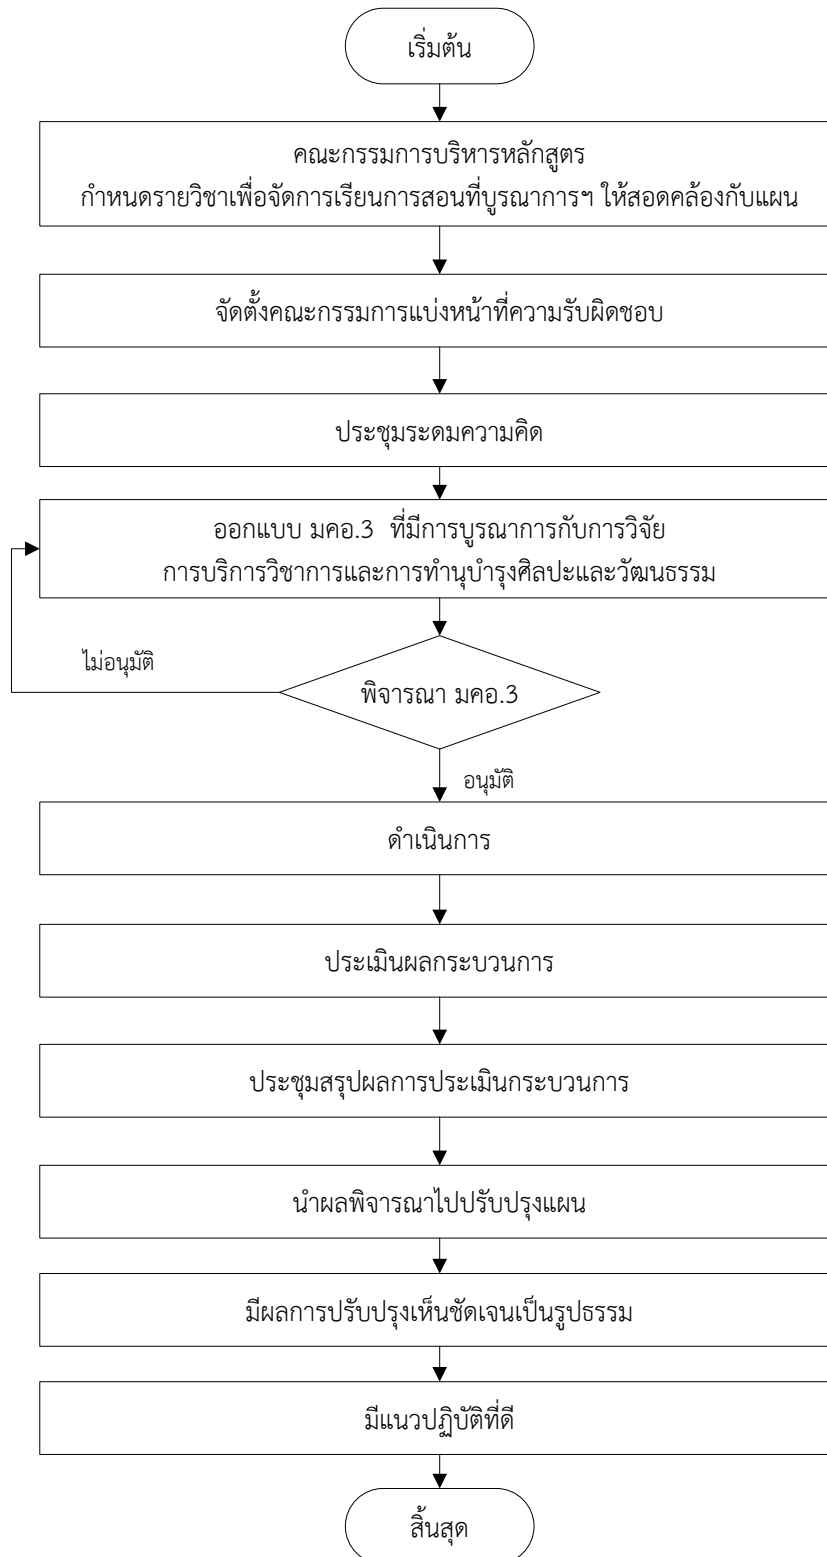 เริ่มต้น
คณะกรรมการบริหารหลักสูตร
กำหนดรายวิชาเพื่อจัดการเรียนการสอนที่บูรณาการฯ ให้สอดคล้องกับแผน
จัดตั้งคณะกรรมการแบ่งหน้าที่ความรับผิดชอบ
ประชุมระดมความคิด
ออกแบบ มคอ.3 ที่มีการบูรณาการกับการวิจัย
การบริการวิชาการและการทำนุบำรุงศิลปะและวัฒนธรรม
ไม่อนุมัติ
พิจารณา มคอ.3
อนุมัติ
ดำเนินการ
ประเมินผลกระบวนการ
ประชุมสรุปผลการประเมินกระบวนการ
นำผลพิจารณาไปปรับปรุงแผน
มีผลการปรับปรุงเห็นชัดเจนเป็นรูปธรรม
มีแนวปฏิบัติที่ดี
สิ้นสุด